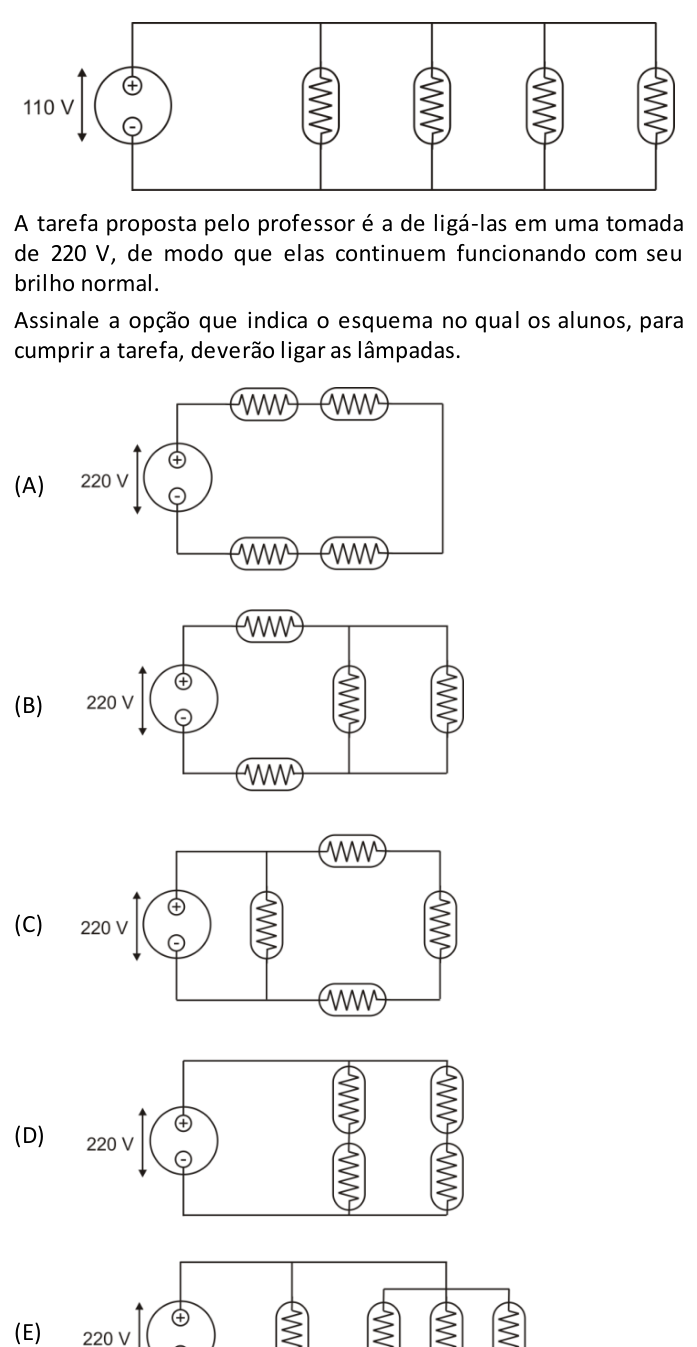 110 V
+
-
A tarefa proposta pelo professor é a de ligá-las em uma tomada
de 220 V, de modo que elas continuem funcionando com seu
brilho normal.
Assinale a opção que indica o esquema no qual os alunos, para
cumprir a tarefa, deverão ligar as lâmpadas.
(A)
220 V
+
-
(B)
220 V
+
-
(C)
220 V
+
-
(D)
220 V
+
-
(E)
220 V
+